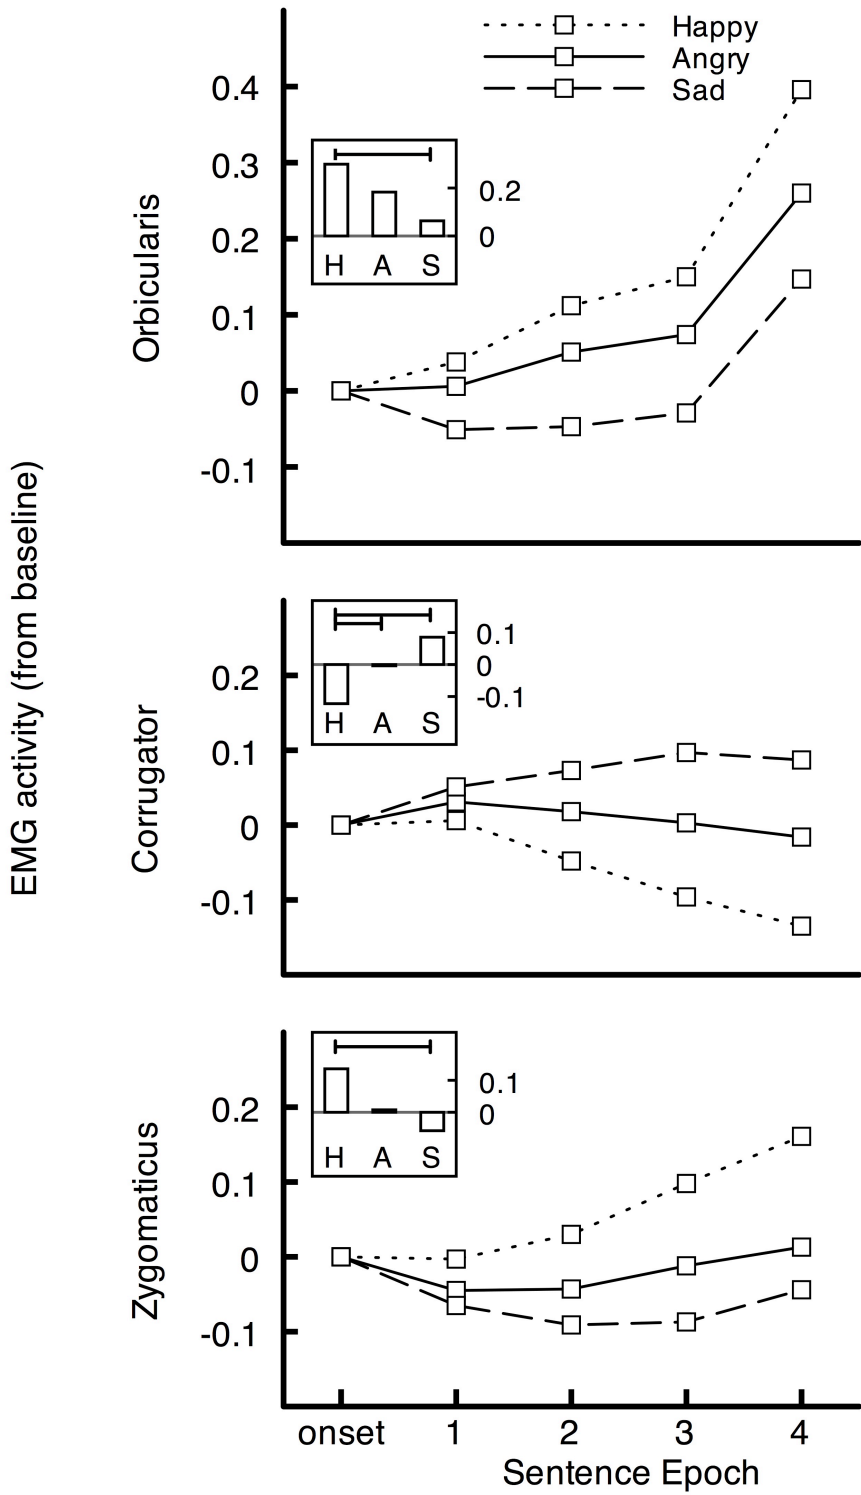 Happy
Angry
Sad
EMG activity (from baseline)
Orbicularis
0.4
0.3
0.2
0.1
0
-0.1
0.2
0
H A S
Corrugator
0.2
0.1
0
-0.1
0.1
0
-0.1
H A S
Zygomaticus
0.2
0.1
0
-0.1
0.1
0
H A S
onset 1 2 3 4
Sentence Epoch